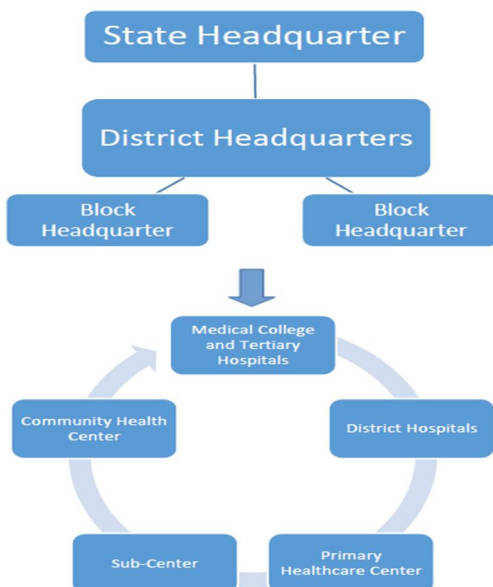 State Headquarter
District Headquarters
Block
Headquarter
Block
Headquarter
Medical College
and Tertiary
Hospitals
Community Health
Center
District Hospitals
Sub-Center
Primary
Healthcare Center